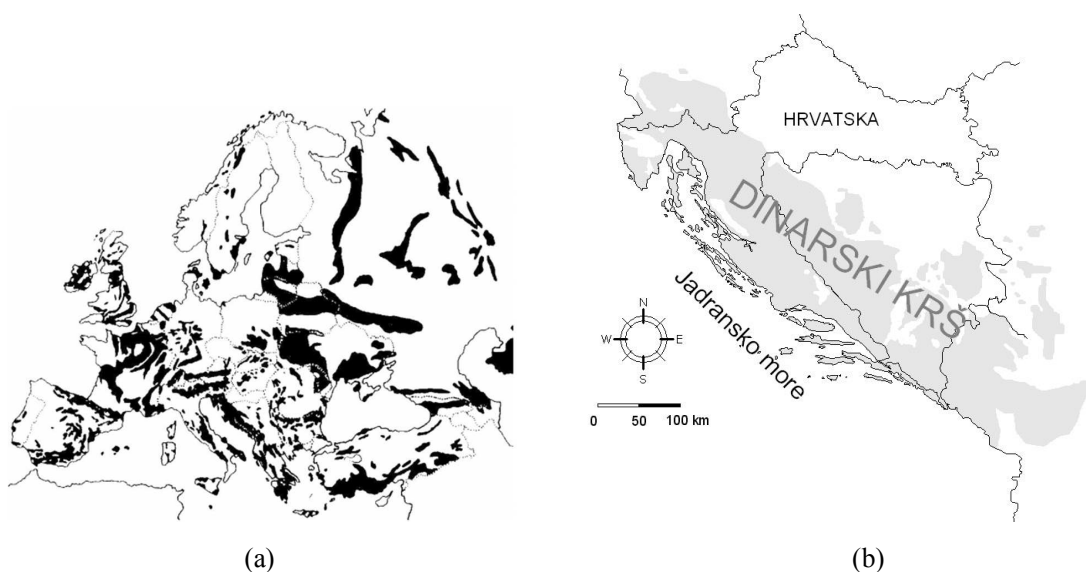 HRVATSKA
DINARSKI KRŠ
Jadransko more
N
W E
S
0 50 100 km
(a) (b)